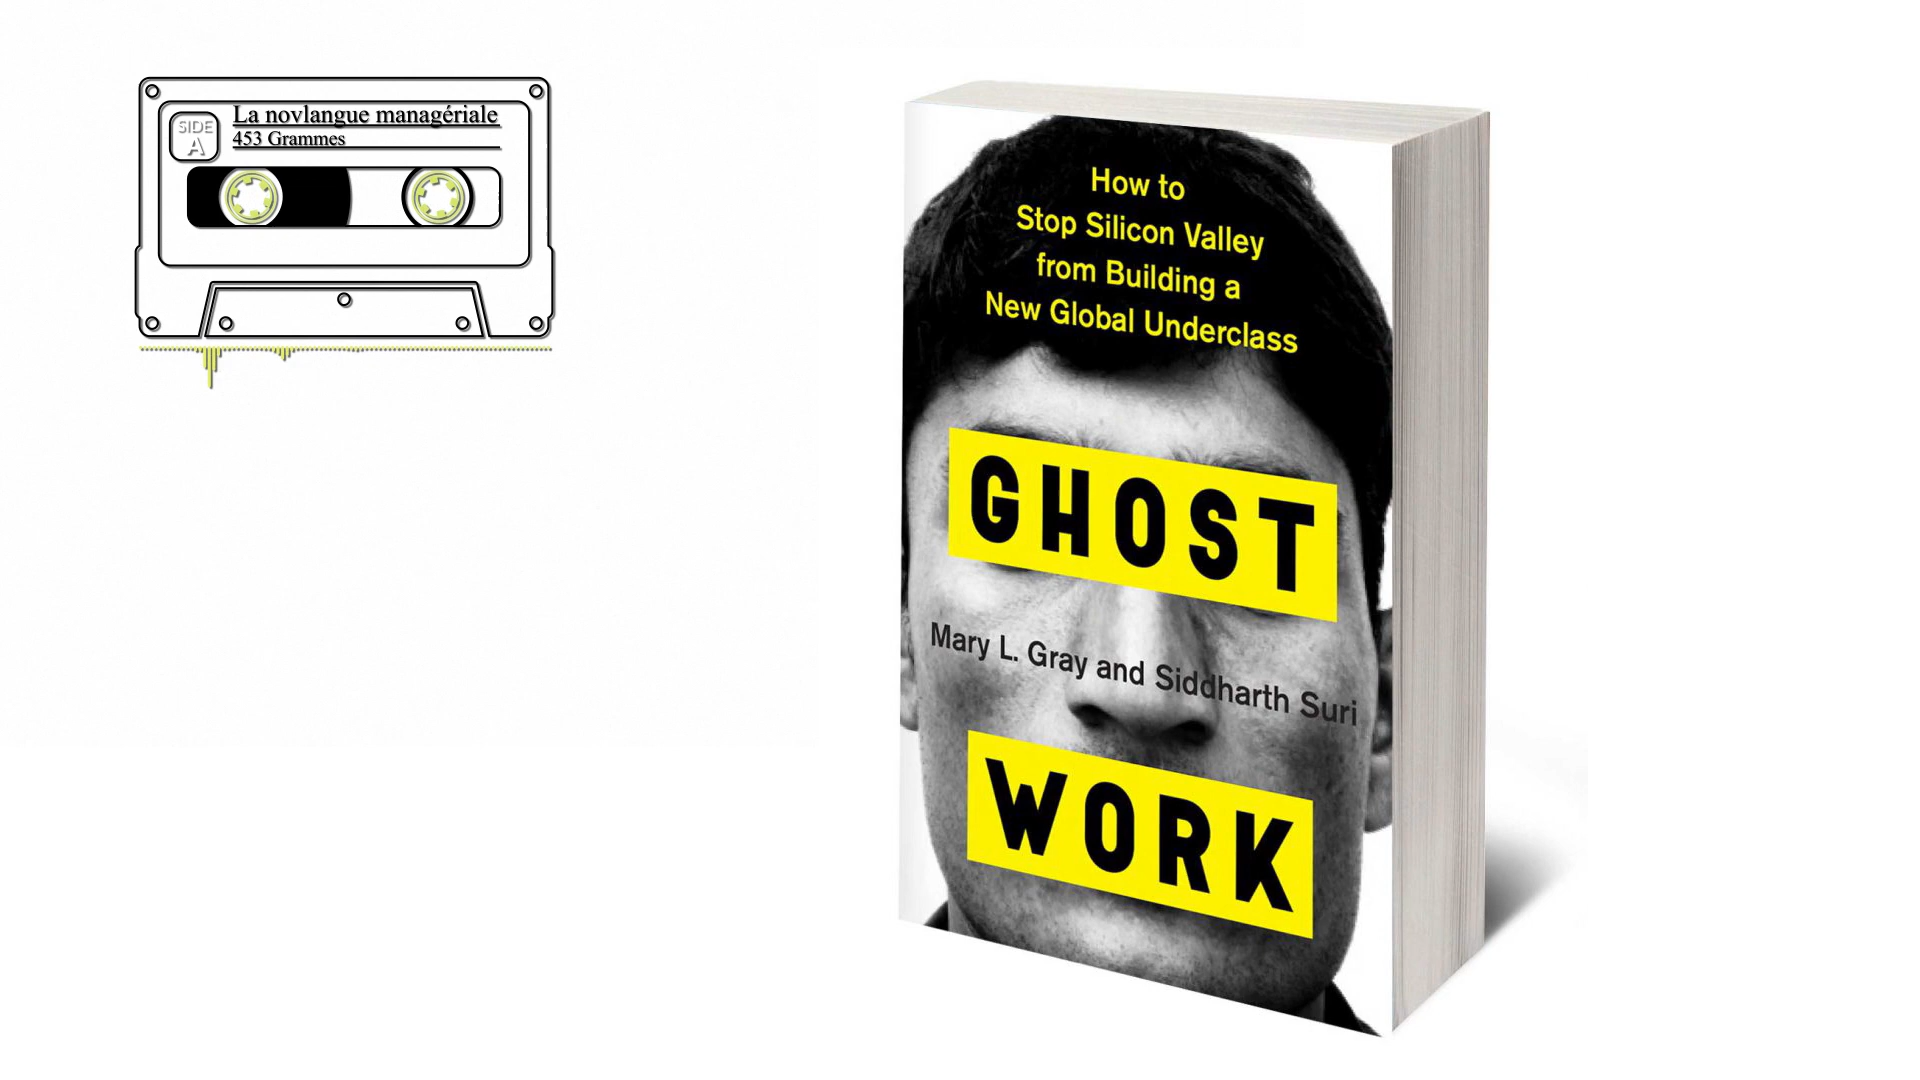 SIDE
A
La novlangue managériale
453 Grammes
How to
Stop Silicon Valley
from Building a
New Global Underclass
GHOST
Mary L. Gray and Siddharth Suri
WORK